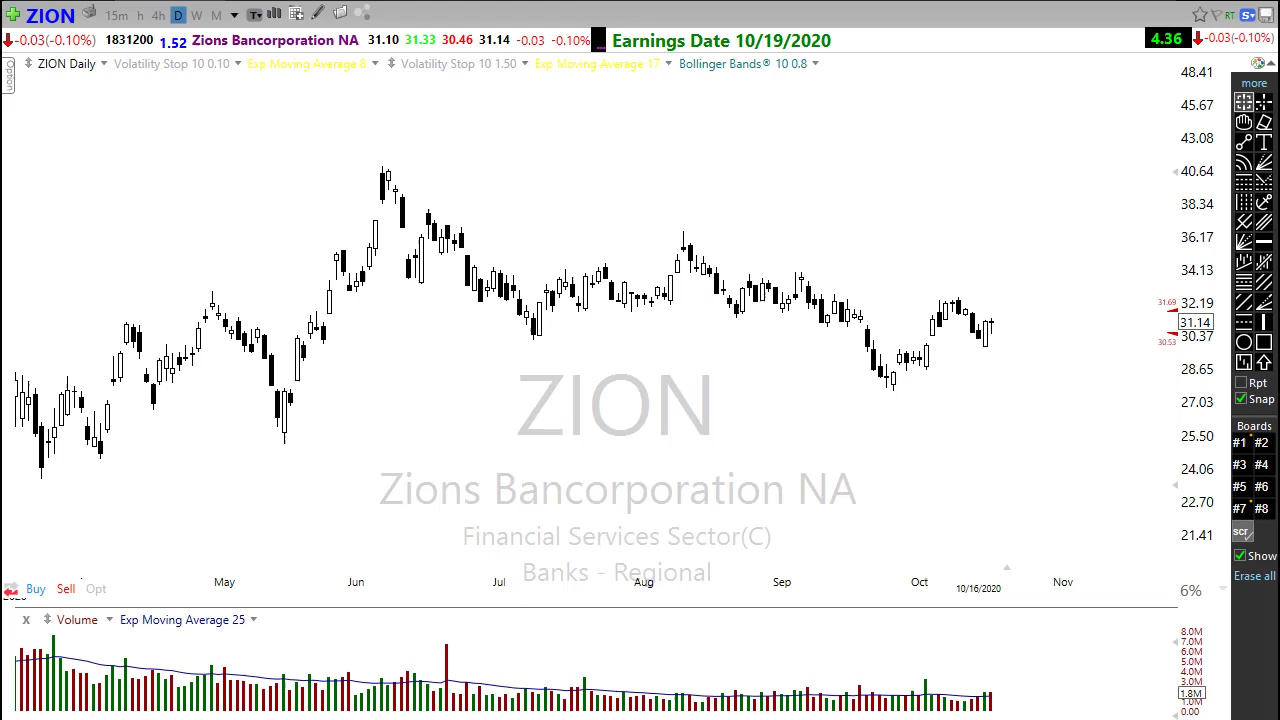 ZION 15m h 4h D W M T RT S
-0.03(-0.10%) 1831200 1.52 Zions Bancorporation NA 31.10 31.33 30.46 31.14 -0.03 -0.10% Earnings Date 10/19/2020 4.36 -0.03(-0.10%)
Option
ZION Daily Volatility Stop 10 0.10 Exp Moving Average 8 Volatility Stop 10 1.50 Exp Moving Average 17 Bollinger Bands® 10 0.8
48.41
45.67
43.08
40.64
38.34
36.17
34.13
32.19
31.69
31.14
30.37
30.53
28.65
27.03
25.50
24.06
22.70
21.41
6%
more
T
Rpt
Snap
Boards
#1 #2
#3 #4
#5 #6
#7 #8
scr
Show
Erase all
ZION
Zions Bancorporation NA
Financial Services Sector(C)
Banks - Regional
May Jun Jul Aug Sep Oct Nov
10/16/2020
Buy Sell Opt
x Volume Exp Moving Average 25
8.0M
7.0M
6.0M
5.0M
4.0M
3.0M
1.8M
1.0M
0.00